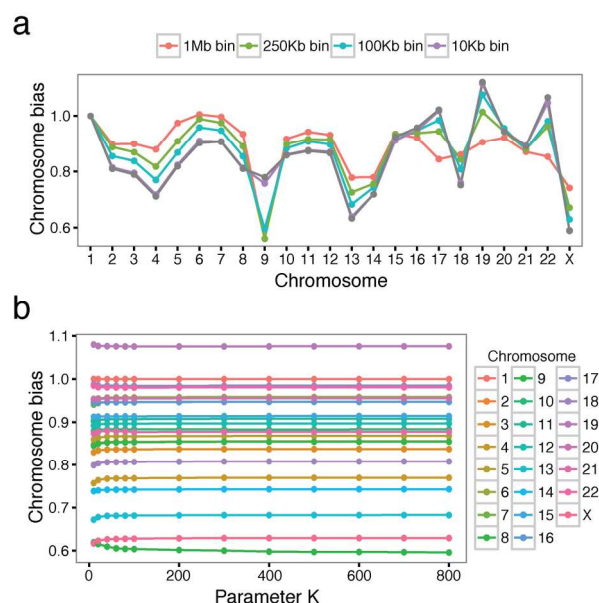 a
1Mb bin 250Kb bin 100Kb bin 10Kb bin
Chromosome bias
1.0
0.8
0.6
1 2 3 4 5 6 7 8 9 10 11 12 13 14 15 16 17 18 19 20 21 22 X
Chromosome
b
Chromosome bias
1.1
1.0
0.9
0.8
0.7
0.6
0 200 400 600 800
Parameter K
Chromosome
1 9 17
2 10 18
3 11 19
4 12 20
5 13 21
6 14 22
7 15 X
8 16